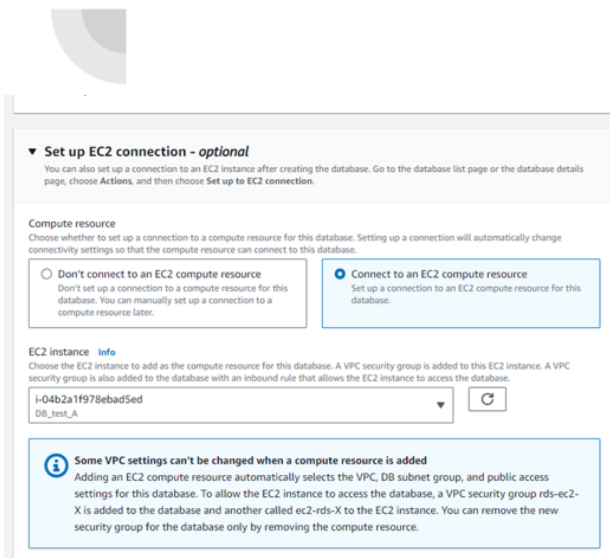 Set up EC2 connection - optional
You can also set up a connection to an EC2 instance after creating the database. Go to the database list page or the database details
page, choose Actions, and then choose Set up to EC2 connection.
Compute resource
Choose whether to set up a connection to a compute resource for this database. Setting up a connection will automatically change
connectivity settings so that the compute resource can connect to this database.
Don't connect to an EC2 compute resource
Don't set up a connection to a compute resource for this
database. You can manually set up a connection to a
compute resource later.
Connect to an EC2 compute resource
Set up a connection to an EC2 compute resource for this
database.
EC2 instance Info
Choose the EC2 instance to add as the compute resource for this database. A VPC security group is added to this EC2 instance. A VPC
security group is also added to the database with an inbound rule that allows the EC2 instance to access the database.
i-04b2a1f978ebad5ed
DB_test_A
Some VPC settings can't be changed when a compute resource is added
Adding an EC2 compute resource automatically selects the VPC, DB subnet group, and public access
settings for this database. To allow the EC2 instance to access the database, a VPC security group rds-ec2-
X is added to the database and another called ec2-rds-X to the EC2 instance. You can remove the new
security group for the database only by removing the compute resource.